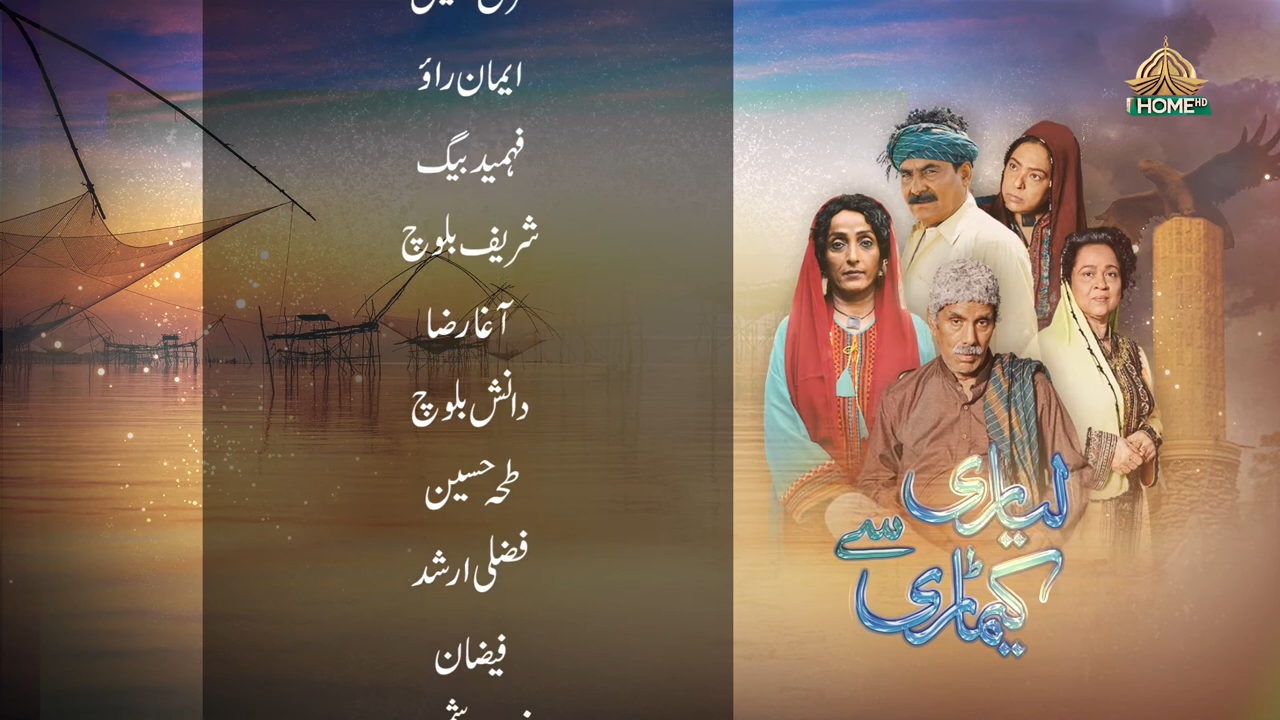 ایمان راؤ
فہمید بیگ
شریف بلوچ
آغا رضا
دانش بلوچ
طحہ حسین
فضلی ارشد
فیضان
HOME HD
لیاری
سے
کیماڑی